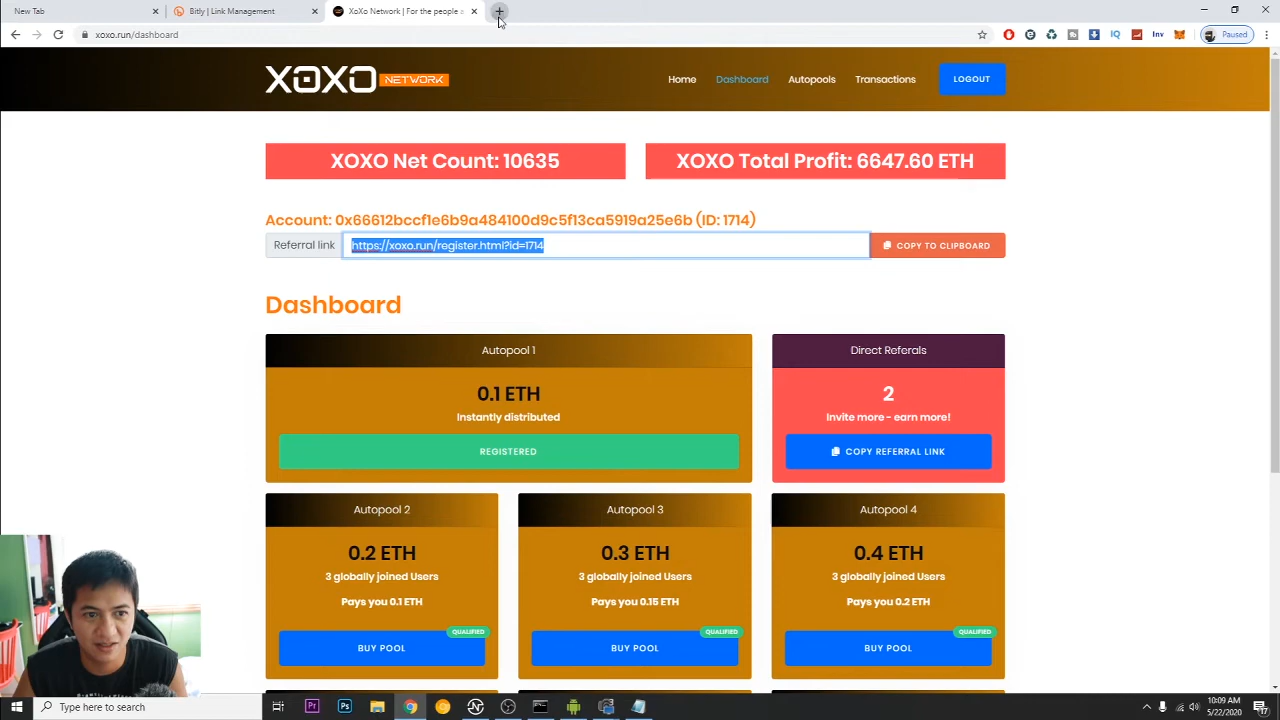 New Tab
Bitly | Link Management
XoXo Network | For the people
xoxo.run/dashboard
IQ
Inv
Paused
XOXO NETWORK
Home
Dashboard
Autopools
Transactions
LOGOUT
XOXO Net Count: 10635
XOXO Total Profit: 6647.60 ETH
Account: 0x66612bccf1e6b9a484100d9c5f13ca5919a25e6b (ID: 1714)
Referral link
https://xoxo.run/register.html?id=1714
COPY TO CLIPBOARD
Dashboard
Autopool 1
0.1 ETH
Instantly distributed
REGISTERED
Direct Referals
2
Invite more - earn more!
COPY REFERRAL LINK
Autopool 2
0.2 ETH
3 globally joined Users
Pays you 0.1 ETH
QUALIFIED
BUY POOL
Autopool 3
0.3 ETH
3 globally joined Users
Pays you 0.15 ETH
QUALIFIED
BUY POOL
Autopool 4
0.4 ETH
3 globally joined Users
Pays you 0.2 ETH
QUALIFIED
BUY POOL
Type here to search
Pr
Ps
10:09 AM
5/22/2020
17